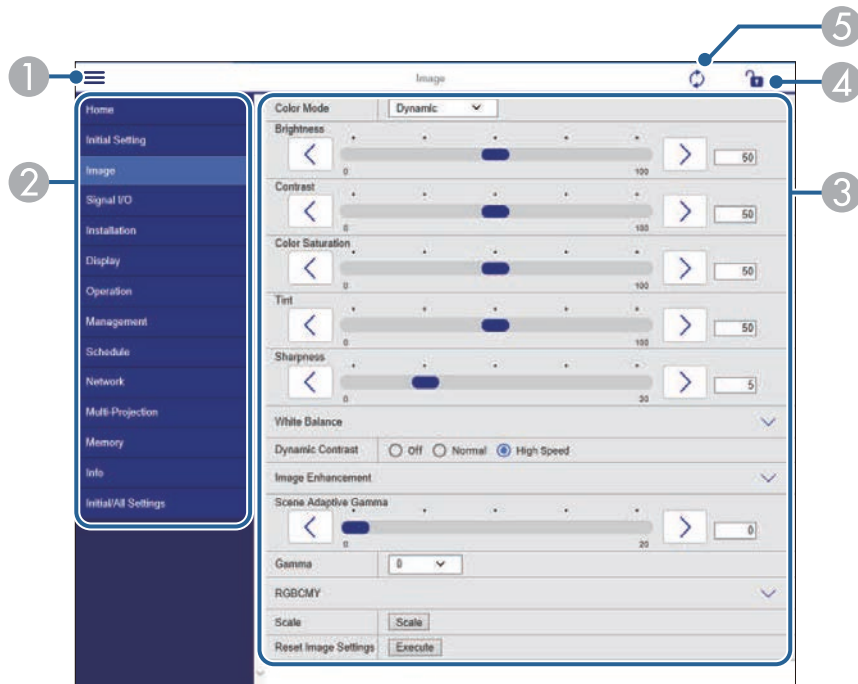 5
1
Image
4
2
3
Home
Initial Setting
Image
Signal I/O
Installation
Display
Operation
Management
Schedule
Network
Multi-Projection
Memory
Info
Initial/All Settings
Color Mode Dynamic
Brightness
50
0 100
Contrast
50
0 100
Color Saturation
50
0 100
Tint
50
0 100
Sharpness
5
0 20
White Balance
Dynamic Contrast Off Normal High Speed
Image Enhancement
Scene Adaptive Gamma
0
0 20
Gamma 0
RGBCMY
Scale Scale
Reset Image Settings Execute